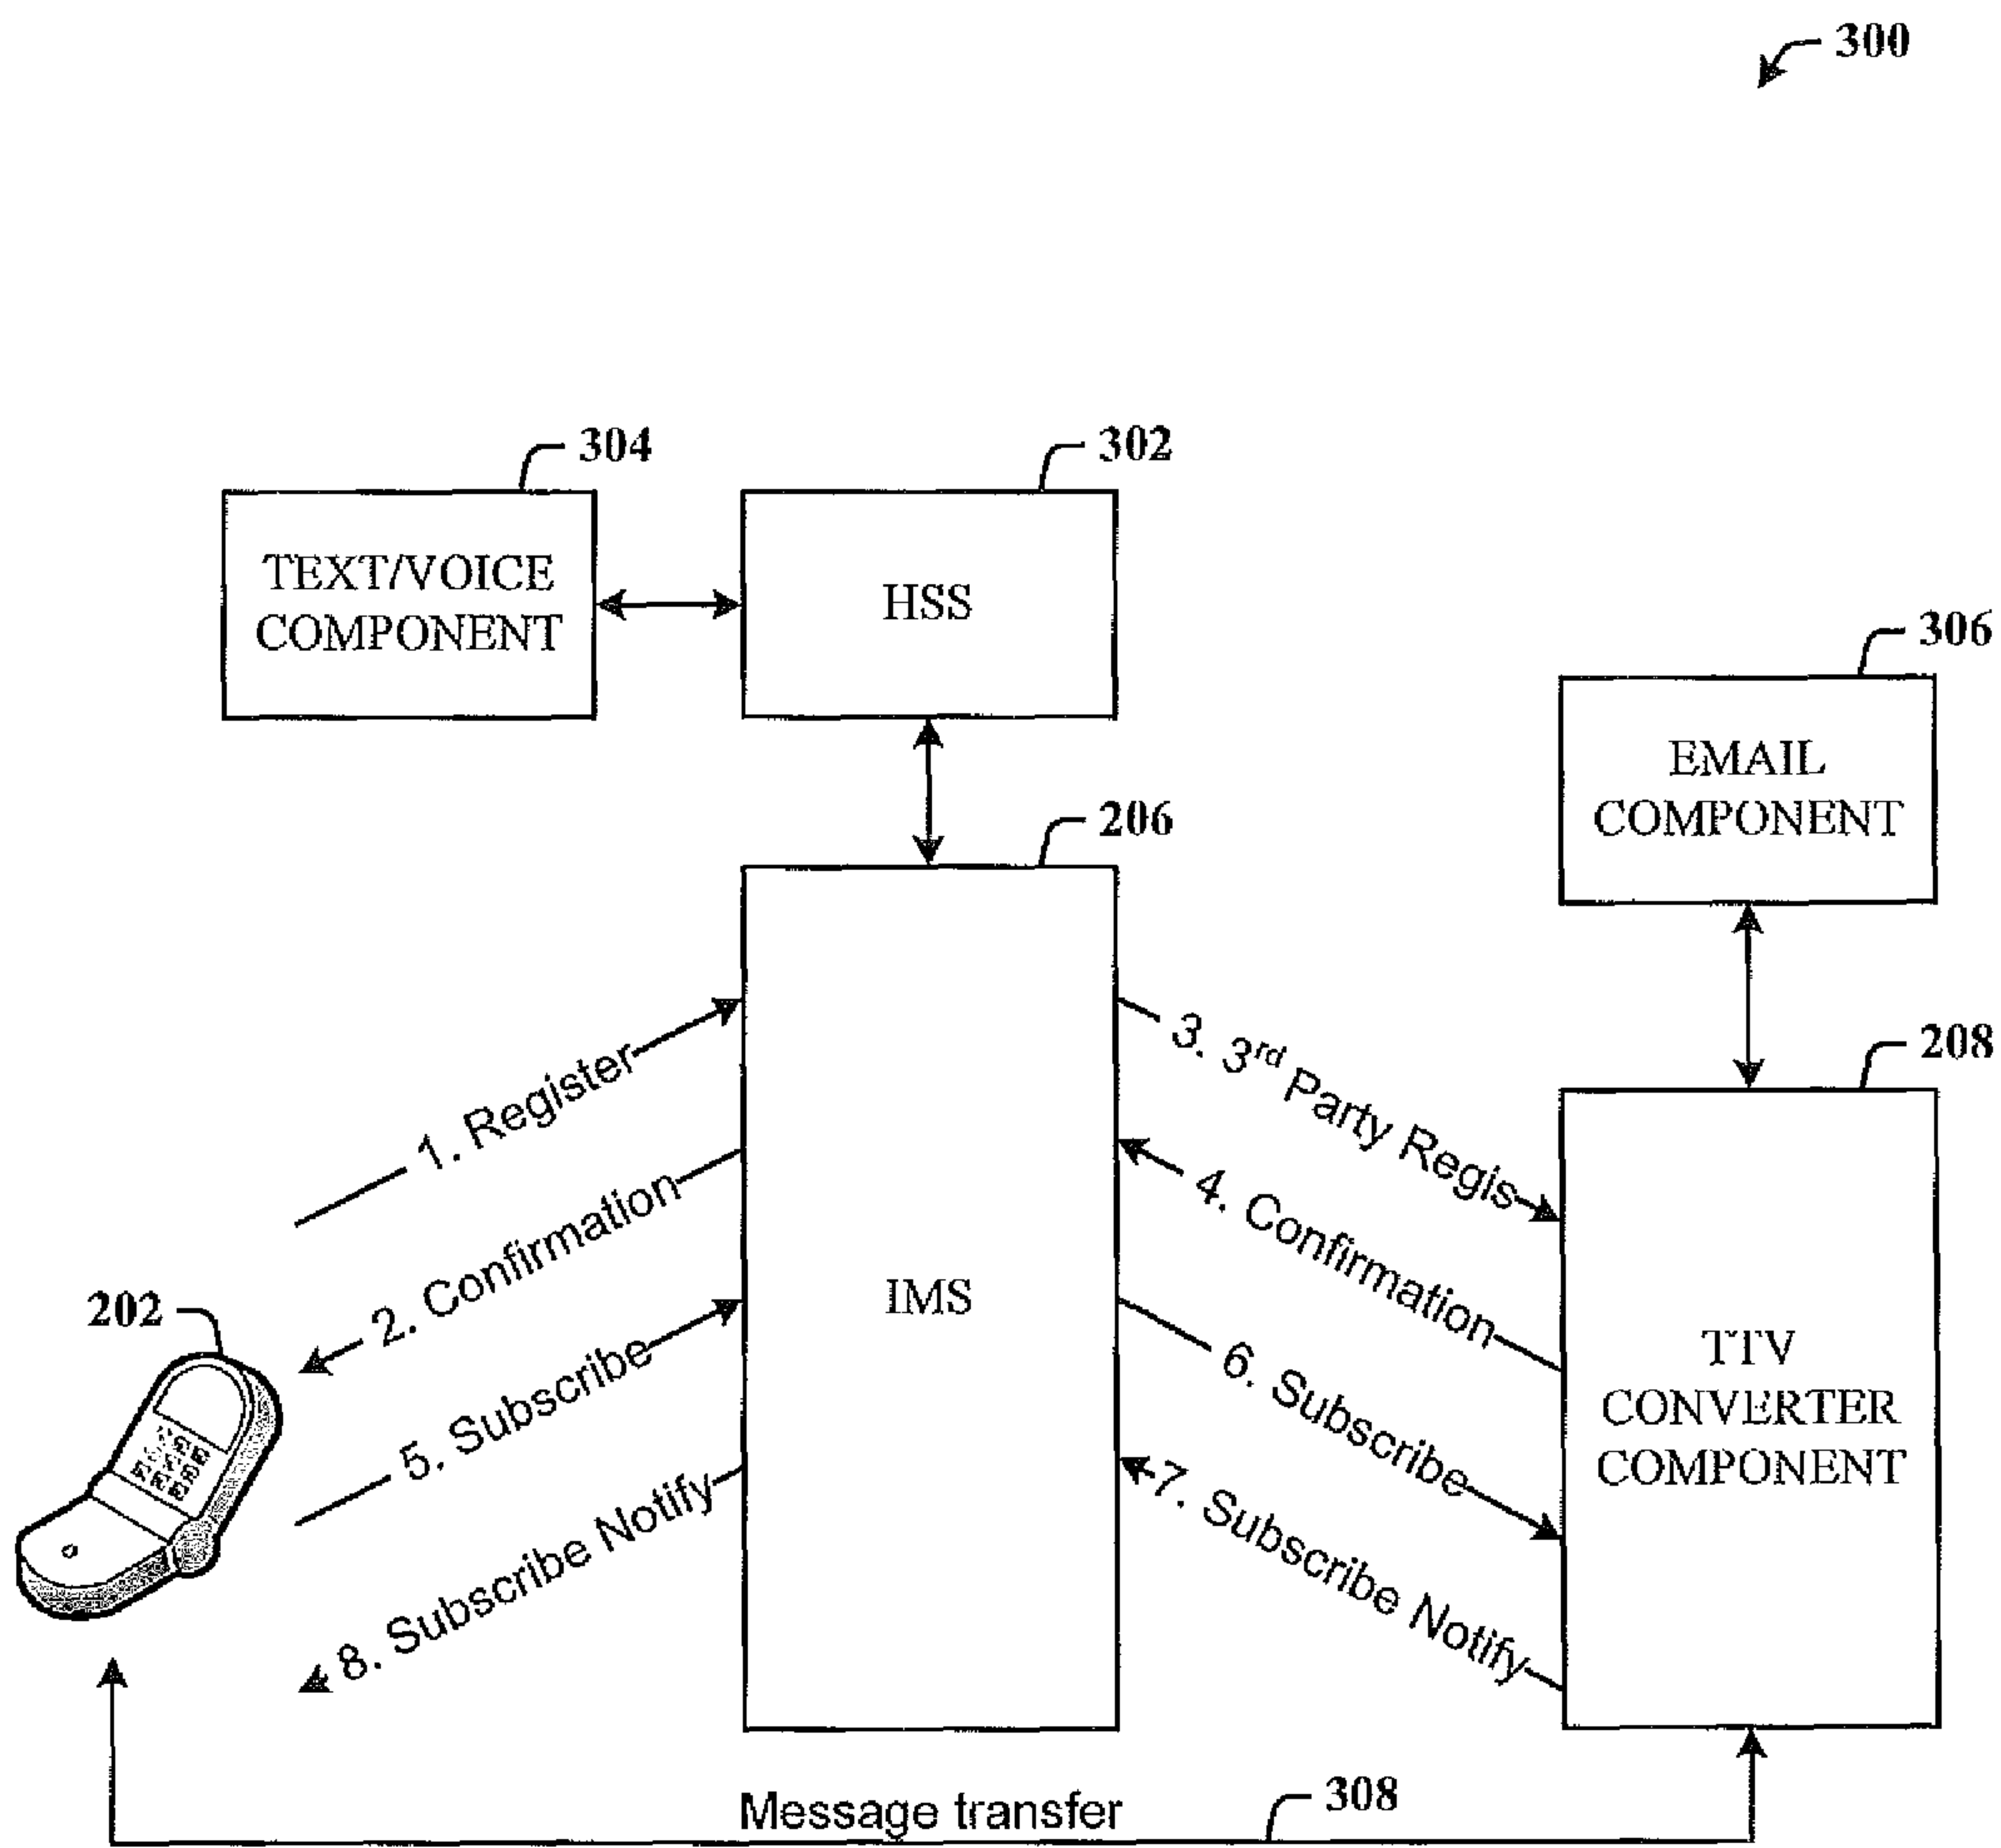 300
304
302
TEXT/VOICE
COMPONENT
HSS
306
EMAIL
COMPONENT
206
208
1. Register
3. 3rd Party Regis
2. Confirmation
4. Confirmation
IMS
202
5. Subscribe
6. Subscribe
TTV
CONVERTER
COMPONENT
8. Subscribe Notify
7. Subscribe Notify
Message transfer
308